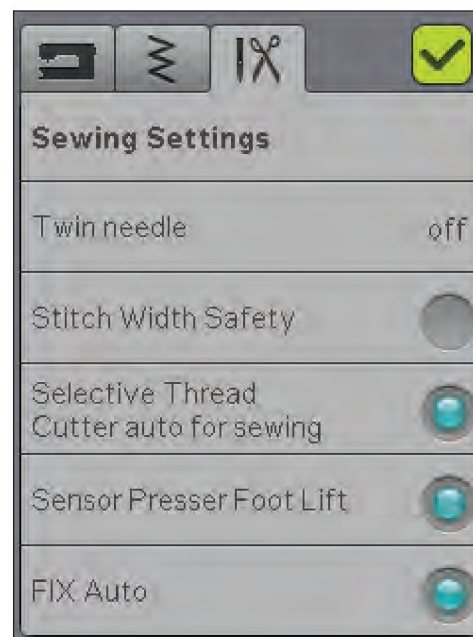 Sewing Settings
Twin needle off
Stitch Width Safety
Selective Thread
Cutter auto for sewing
Sensor Presser Foot Lift
FIX Auto